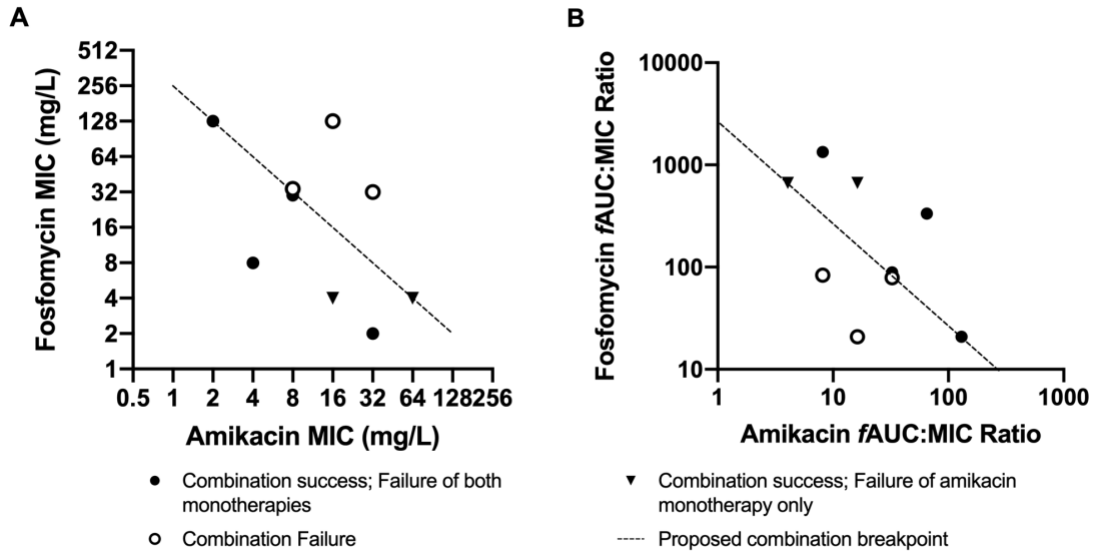 A
Fosfomycin MIC (mg/L)
512
256
128
64
32
16
8
4
2
1
0.5 1 2 4 8 16 32 64 128 256
Amikacin MIC (mg/L)
B
Fosfomycin fAUC:MIC Ratio
10000
1000
100
10
1 10 100 1000
Amikacin fAUC:MIC Ratio
Combination success; Failure of both
monotherapies
Combination Failure
Combination success; Failure of amikacin
monotherapy only
Proposed combination breakpoint